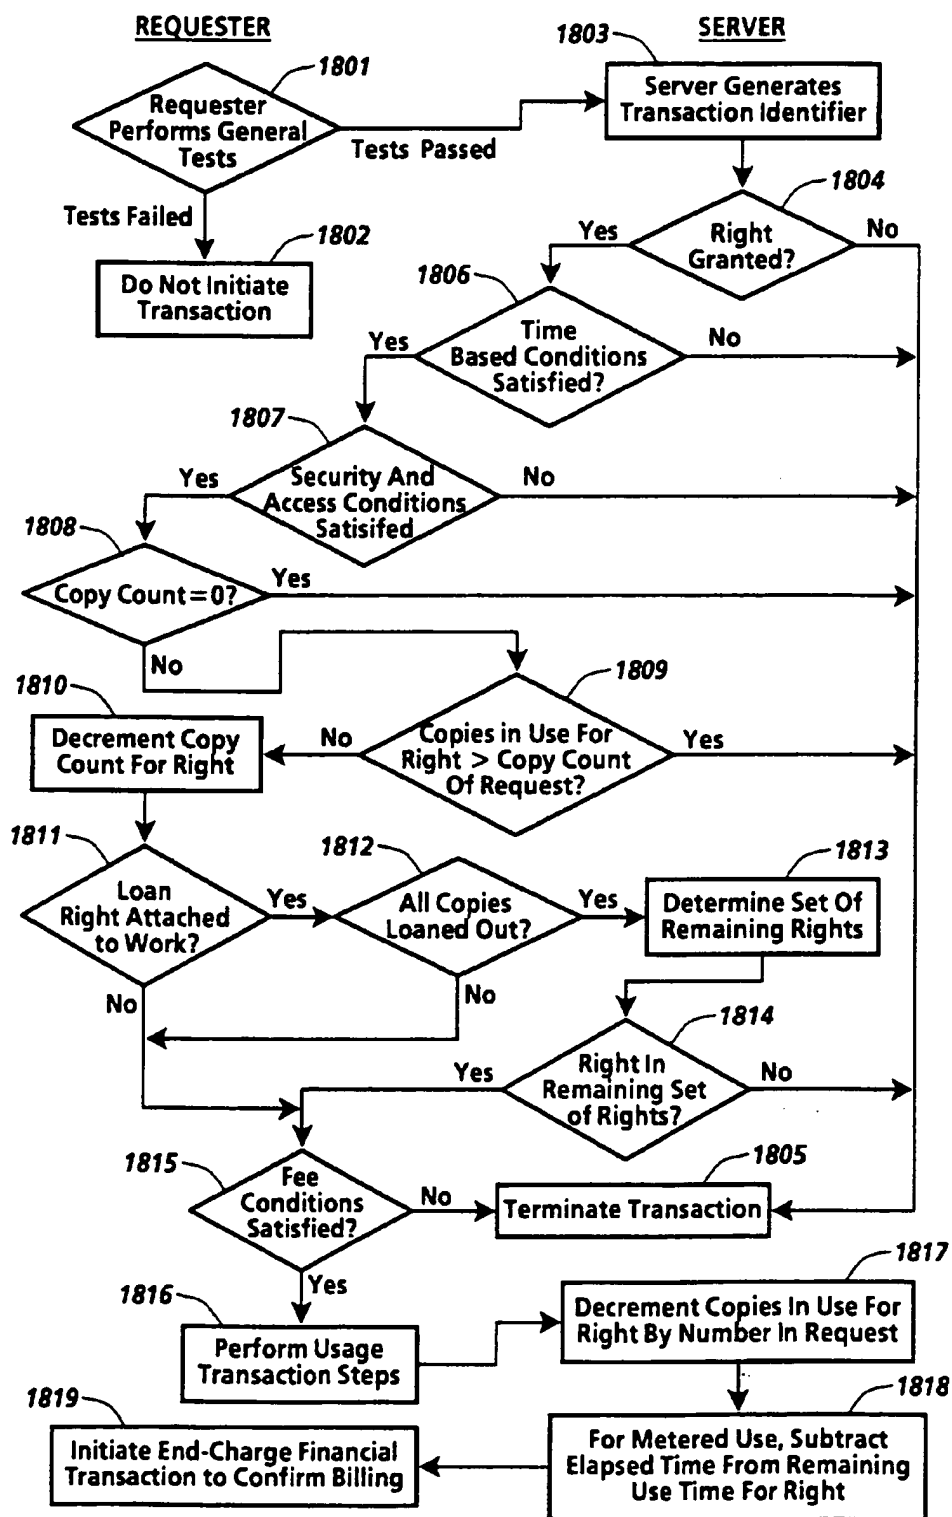 REQUESTER
SERVER
1801
1803
Requester
Performs General
Tests
Server Generates
Transaction Identifier
Tests Passed
Tests Failed
1802
1804
Do Not Initiate
Transaction
Yes
Right
Granted?
No
1806
Time
Based Conditions
Satisfied?
Yes
No
1807
Security And
Access Conditions
Satisifed
Yes
No
1808
Copy Count = 0?
Yes
No
1809
1810
Decrement Copy
Count For Right
No
Copies in Use For
Right > Copy Count
Of Request?
Yes
1811
1812
1813
Loan
Right Attached
to Work?
Yes
All Copies
Loaned Out?
Yes
Determine Set Of
Remaining Rights
No
No
1814
Yes
Right In
Remaining Set
of Rights?
No
1815
1805
Fee
Conditions
Satisfied?
No
Terminate Transaction
Yes
1816
1817
Perform Usage
Transaction Steps
Decrement Copies In Use For
Right By Number In Request
1819
1818
Initiate End-Charge Financial
Transaction to Confirm Billing
For Metered Use, Subtract
Elapsed Time From Remaining
Use Time For Right